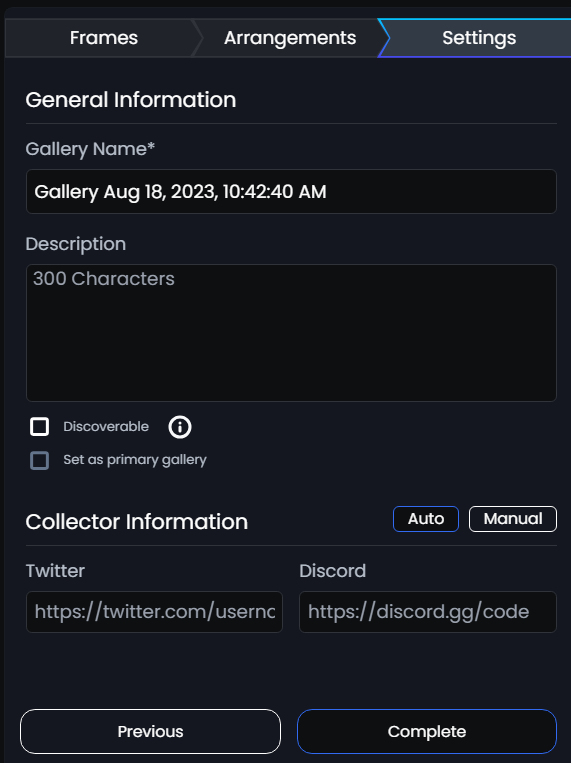 Frames Arrangements Settings
General Information
Gallery Name*
Gallery Aug 18, 2023, 10:42:40 AM
Description
300 Characters
Discoverable
Set as primary gallery
Collector Information Auto Manual
Twitter Discord
https://twitter.com/userna https://discord.gg/code
Previous Complete